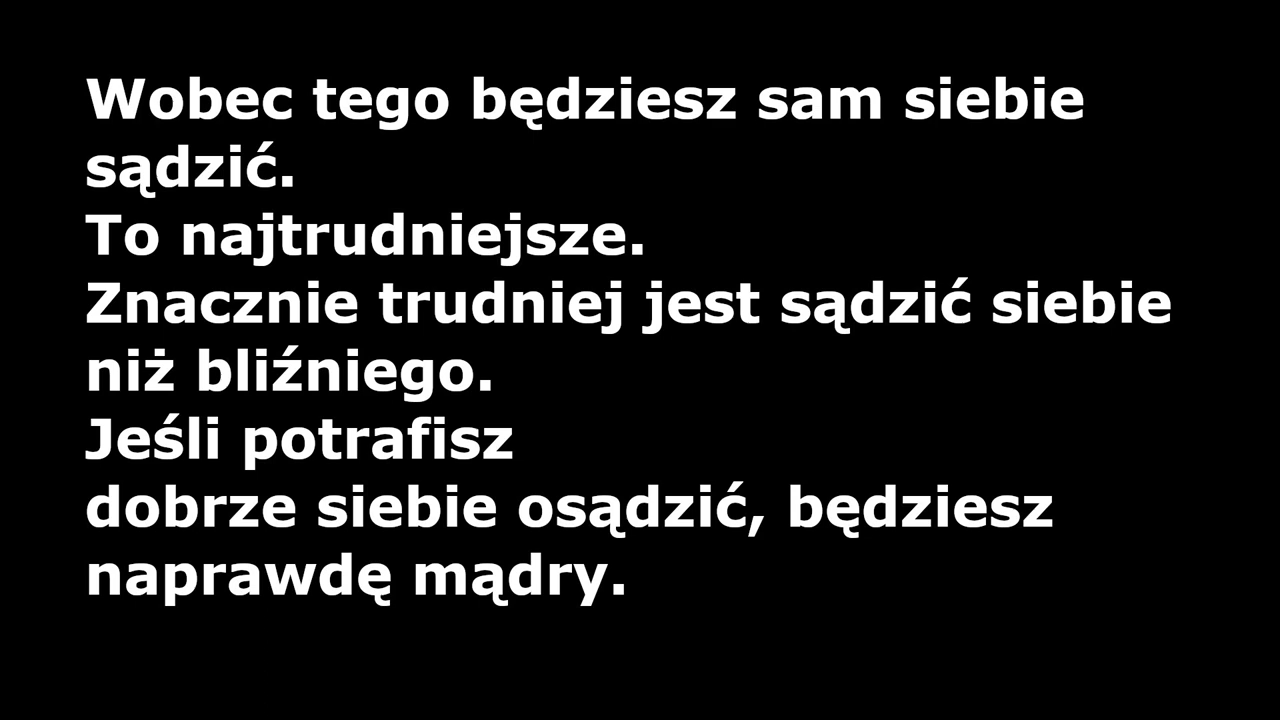 Wobec tego będziesz sam siebie
sądzić.
To najtrudniejsze.
Znacznie trudniej jest sądzić siebie
niż bliźniego.
Jeśli potrafisz
dobrze siebie osądzić, będziesz
naprawdę mądry.